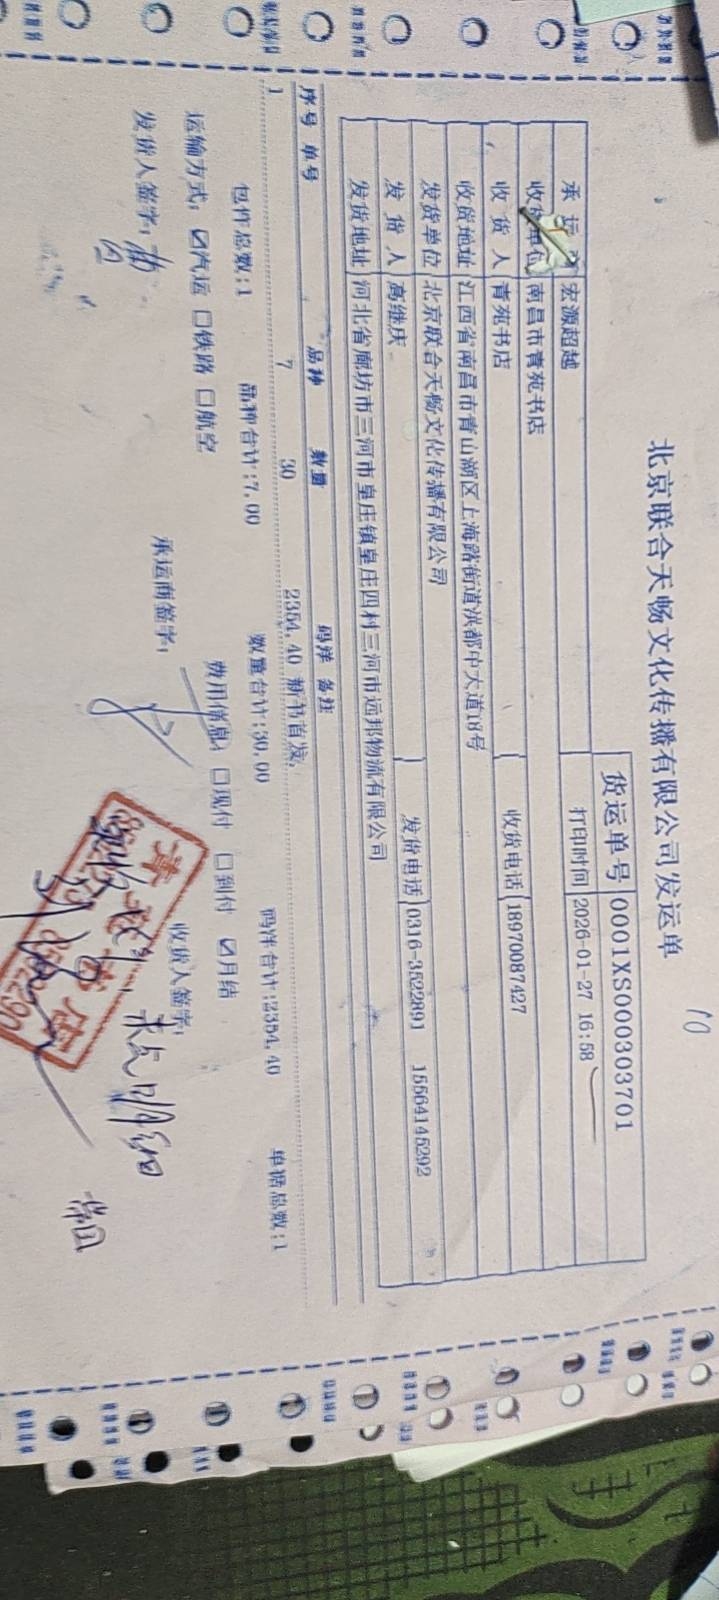 10
北京联合天畅文化传播有限公司发运单
货运单号 0001XS000303701
承运商 宏源超越 打印时间 2026-01-27 16:58
收货单位 南昌市青苑书店
收货人 青苑书店 收货电话 18970087427
收货地址 江西省南昌市青山湖区上海路街道洪都中大道18号
发货单位 北京联合天畅文化传播有限公司
发货人 高继庆 发货电话 0316-3522891 15564145292
发货地址 河北省廊坊市三河市皇庄镇皇庄四村三河市远邦物流有限公司
序号 单号 品种 数量 码洋 备注
1 7 30 2354.40 新书首发,
包件总数:1 品种合计:7.00 数量合计:30.00 码洋合计:2354.40 单据总数:1
运输方式: ☑汽运 ☐铁路 ☐航空 费用信息: ☐现付 ☐到付 ☑月结
发货人签字: 承运商签字: 收货人签字:
青苑书店
未点明细